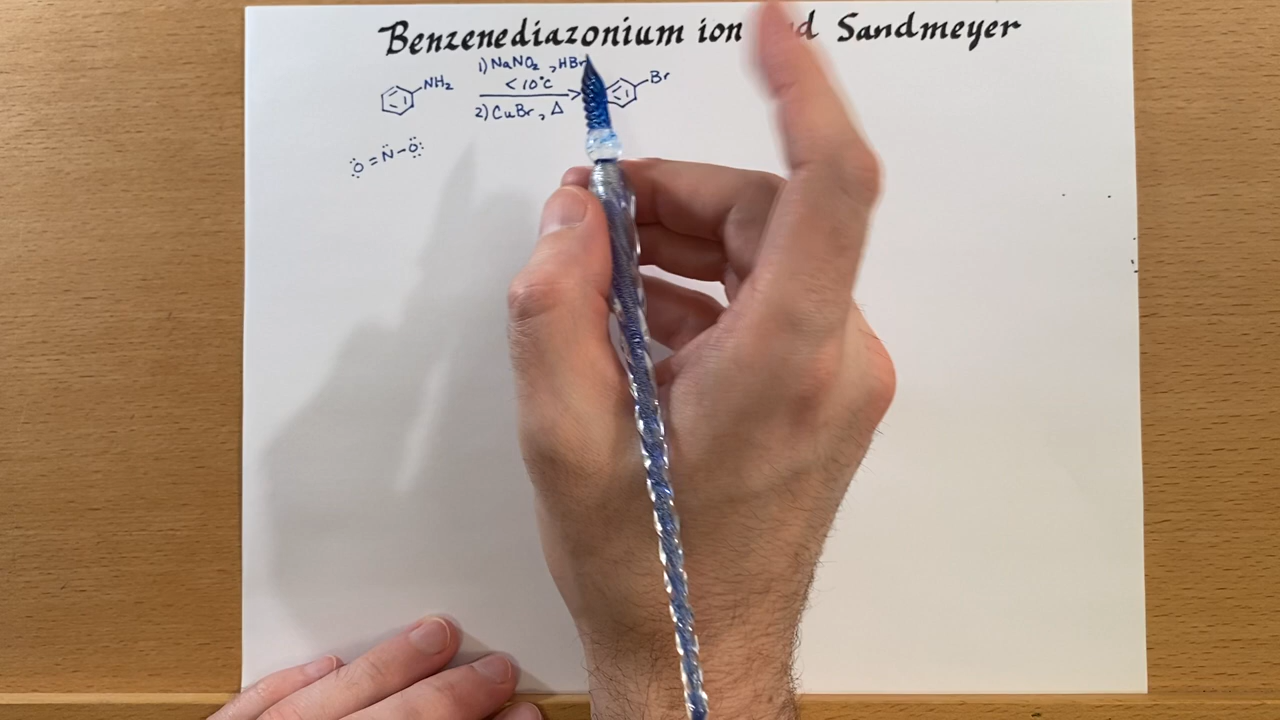 Benzenediazonium ion Sandmeyer
NH₂
1) NaNO₂, HBr
< 10°C
2) CuBr, Δ
Br
:Ö=N̈-Ö: